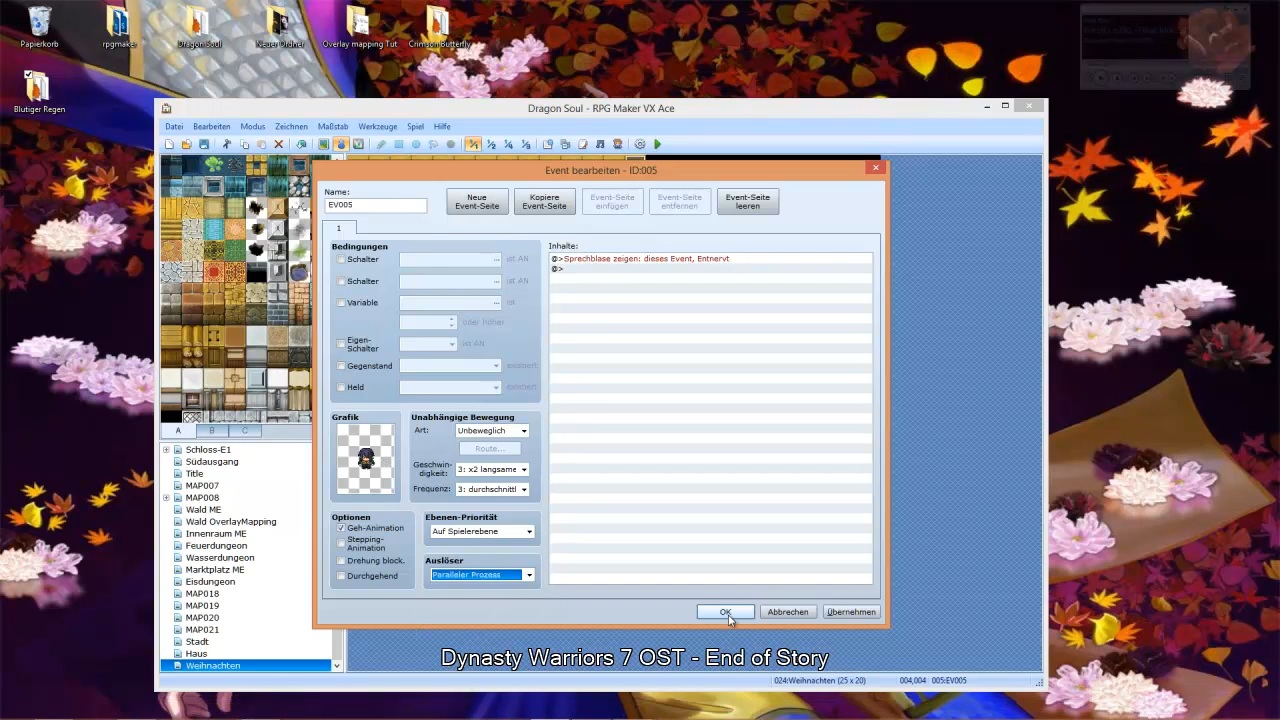 Papierkorb
rpgmaker
Dragon Soul
Neuer Ordner
Overlay mapping Tut
Crimson Butterfly
Blutiger Regen
Dragon Soul - RPG Maker VX Ace
Datei Bearbeiten Modus Zeichnen Maßstab Werkzeuge Spiel Hilfe
Event bearbeiten - ID:005
Name:
EV005
Neue Event-Seite
Kopiere Event-Seite
Event-Seite einfügen
Event-Seite entfernen
Event-Seite leeren
1
Bedingungen
Schalter ... ist AN
Schalter ... ist AN
Variable ... ist
oder höher
Eigen-Schalter ist AN
Gegenstand existiert
Held existiert
Inhalte:
@>Sprechblase zeigen: dieses Event, Entnervt
@>
Grafik
Unabhängige Bewegung
Art: Unbeweglich
Route...
Geschwindigkeit: 3: x2 langsame
Frequenz: 3: durchschnittl
Optionen
Geh-Animation
Stepping-Animation
Drehung block.
Durchgehend
Ebenen-Priorität
Auf Spielerebene
Auslöser
Paralleler Prozess
OK
Abbrechen
Übernehmen
A B C
Schloss-E1
Südausgang
Title
MAP007
MAP008
Wald ME
Wald OverlayMapping
Innenraum ME
Feuerdungeon
Wasserdungeon
Marktplatz ME
Eisdungeon
MAP018
MAP019
MAP020
MAP021
Stadt
Haus
Weihnachten
Dynasty Warriors 7 OST - End of Story
024:Weihnachten (25 x 20) 004,004 005:EV005